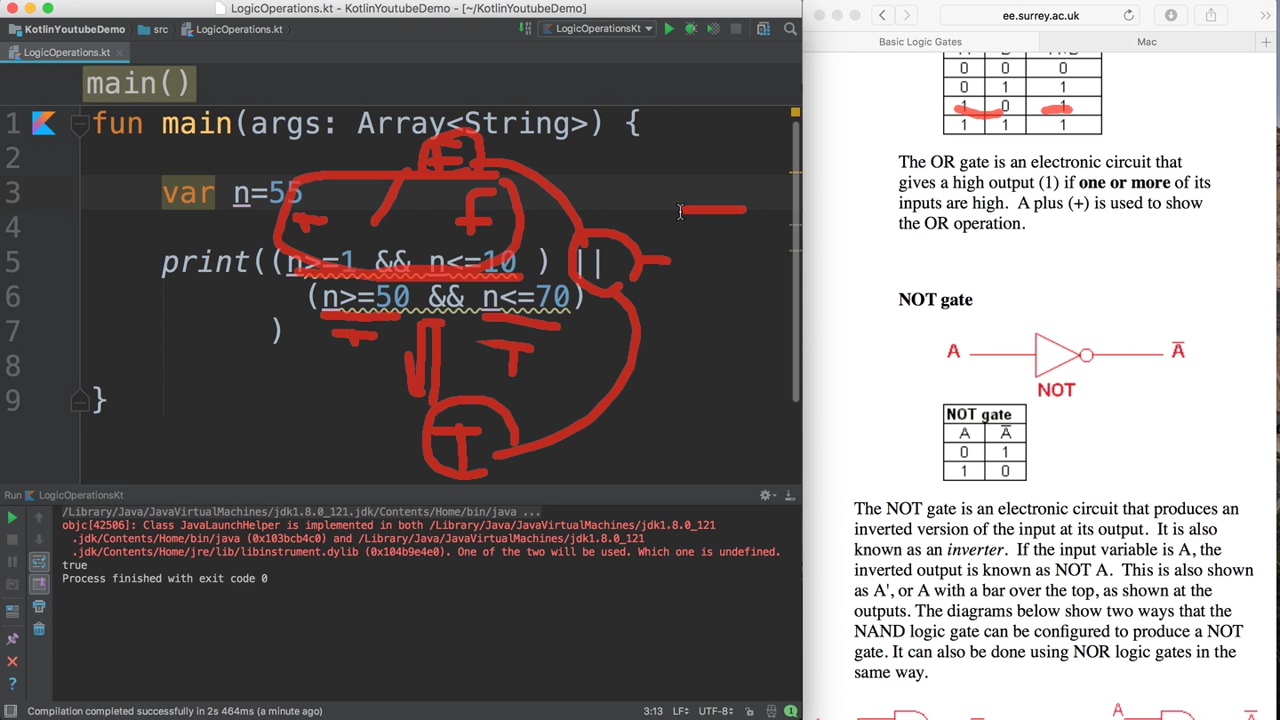 LogicOperations.kt - KotlinYoutubeDemo - [~/KotlinYoutubeDemo]
KotlinYoutubeDemo src LogicOperations.kt
LogicOperationsKt
LogicOperations.kt
main()
1 fun main(args: Array<String>) {
2
3 var n=55
4
5 print((n>=1 && n<=10 ) ||
6 (n>=50 && n<=70)
7 )
8
9 }
F
T
F
T
T
T
Run LogicOperationsKt
/Library/Java/JavaVirtualMachines/jdk1.8.0_121.jdk/Contents/Home/bin/java ...
objc[42506]: Class JavaLaunchHelper is implemented in both /Library/Java/JavaVirtualMachines/jdk1.8.0_121
.jdk/Contents/Home/bin/java (0x103bcb4c0) and /Library/Java/JavaVirtualMachines/jdk1.8.0_121
.jdk/Contents/Home/jre/lib/libinstrument.dylib (0x104b9e4e0). One of the two will be used. Which one is undefined.
true
Process finished with exit code 0
Compilation completed successfully in 2s 464ms (a minute ago)
3:13 LF÷ UTF-8÷ 1
ee.surrey.ac.uk
Basic Logic Gates Mac
0 0 0
0 1 1
1 0 1
1 1 1
The OR gate is an electronic circuit that
gives a high output (1) if one or more of its
inputs are high. A plus (+) is used to show
the OR operation.
NOT gate
A
A̅
NOT
NOT gate
A A̅
0 1
1 0
The NOT gate is an electronic circuit that produces an
inverted version of the input at its output. It is also
known as an inverter. If the input variable is A, the
inverted output is known as NOT A. This is also shown
as A', or A with a bar over the top, as shown at the
outputs. The diagrams below show two ways that the
NAND logic gate can be configured to produce a NOT
gate. It can also be done using NOR logic gates in the
same way.
A